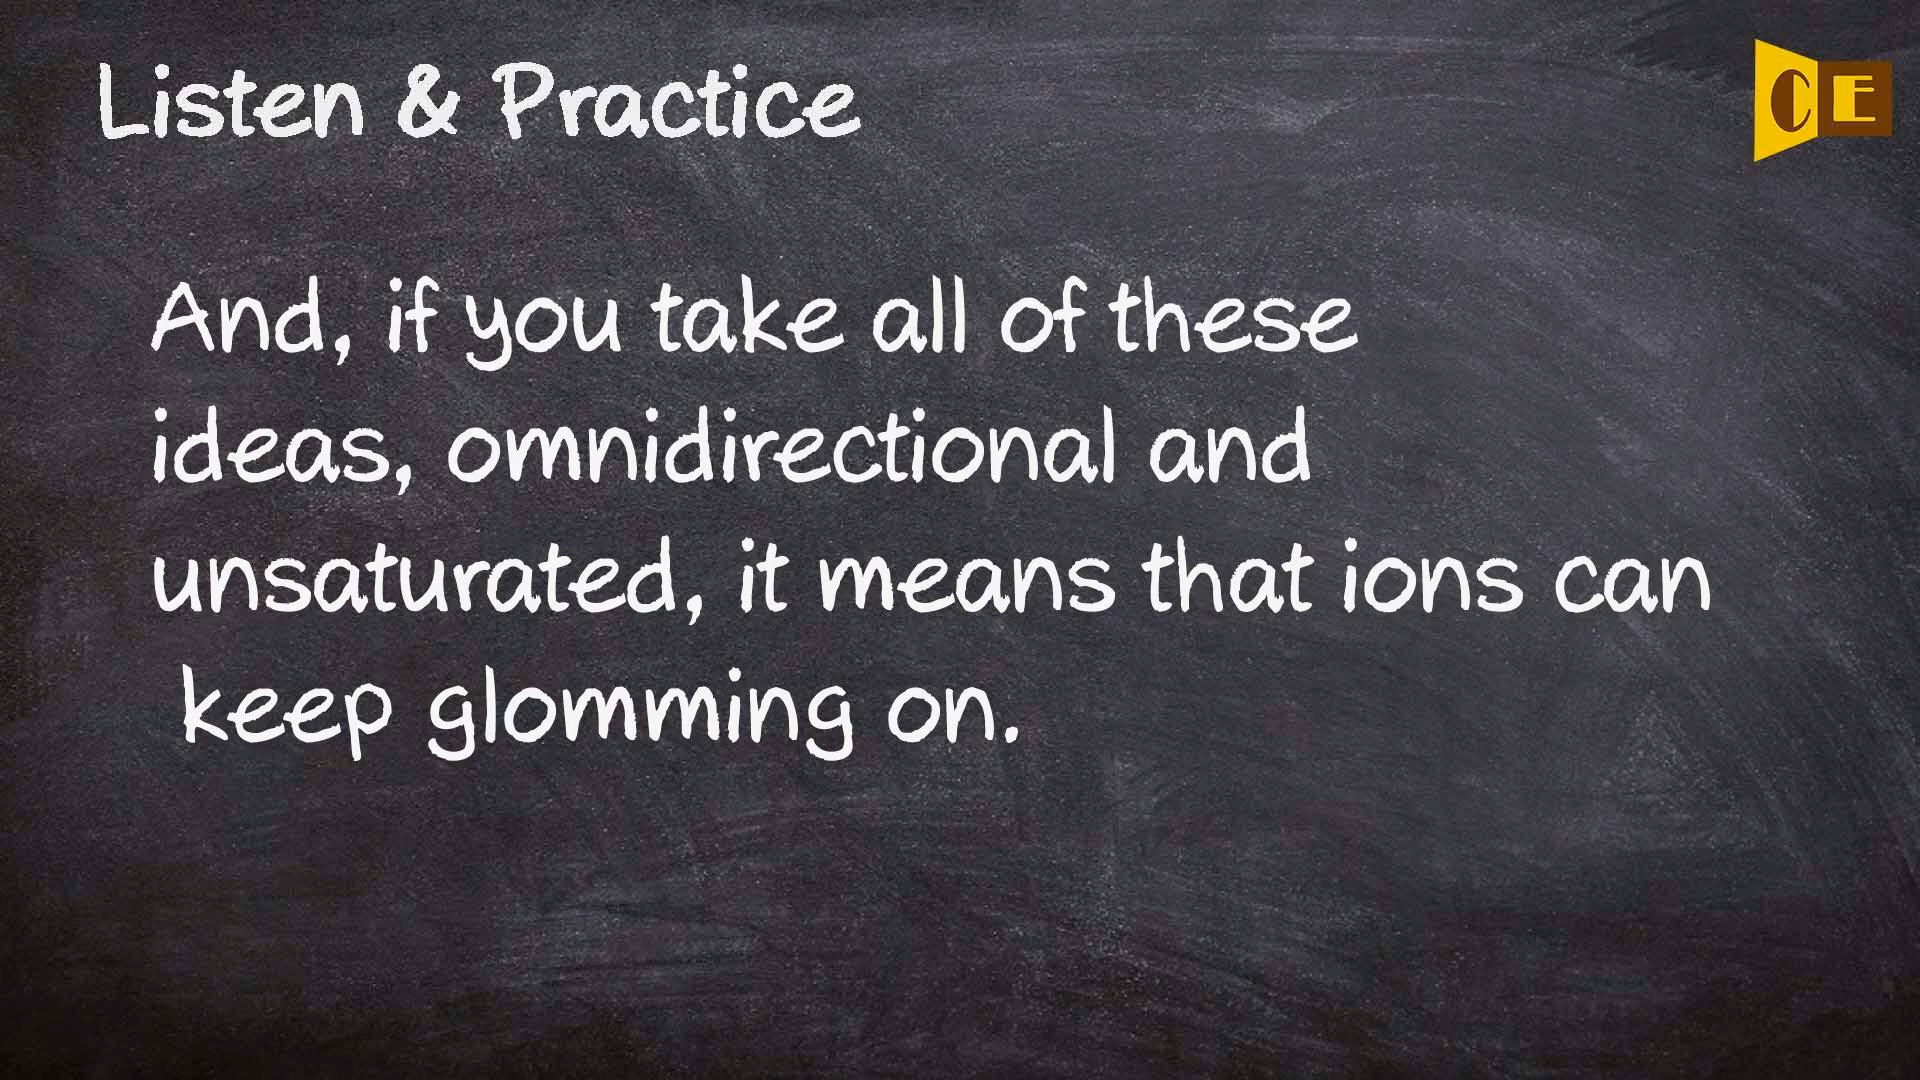 Listen & Practice
CE
And, if you take all of these
ideas, omnidirectional and
unsaturated, it means that ions can
keep glomming on.